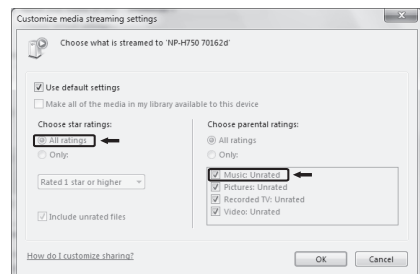 Customize media streaming settings
Choose what is streamed to 'NP-H750 70162d'
Use default settings
Make all of the media in my library available to this device
Choose star ratings:
All ratings
Only:
Rated 1 star or higher
Include unrated files
Choose parental ratings:
All ratings
Only:
Music: Unrated
Pictures: Unrated
Recorded TV: Unrated
Video: Unrated
How do I customize sharing?
OK
Cancel